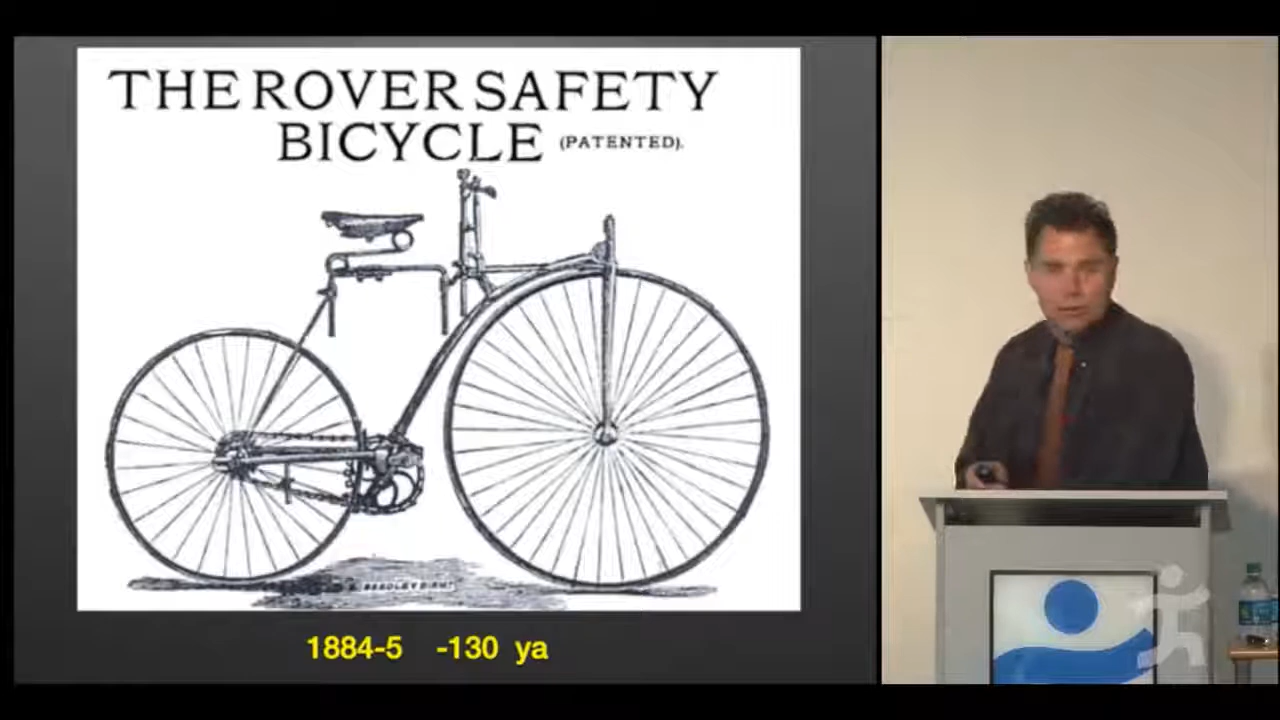 THE ROVER SAFETY
BICYCLE (PATENTED).
1884-5 -130 ya